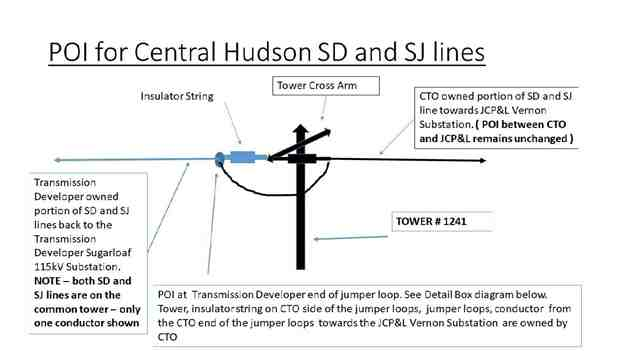 POI for Central Hudson SD and SJ lines
Insulator String
Tower Cross Arm
CTO owned portion of SD and SJ
line towards JCP&L Vernon
Substation. ( POI between CTO
and JCP&L remains unchanged )
Transmission
Developer owned
portion of SD and SJ
lines back to the
Transmission
Developer Sugarloaf
115kV Substation.
NOTE – both SD and
SJ lines are on the
common tower – only
one conductor shown
TOWER # 1241
POI at Transmission Developer end of jumper loop. See Detail Box diagram below.
Tower, insulator string on CTO side of the jumper loops, jumper loops, conductor from
the CTO end of the jumper loops towards the JCP&L Vernon Substation are owned by
CTO